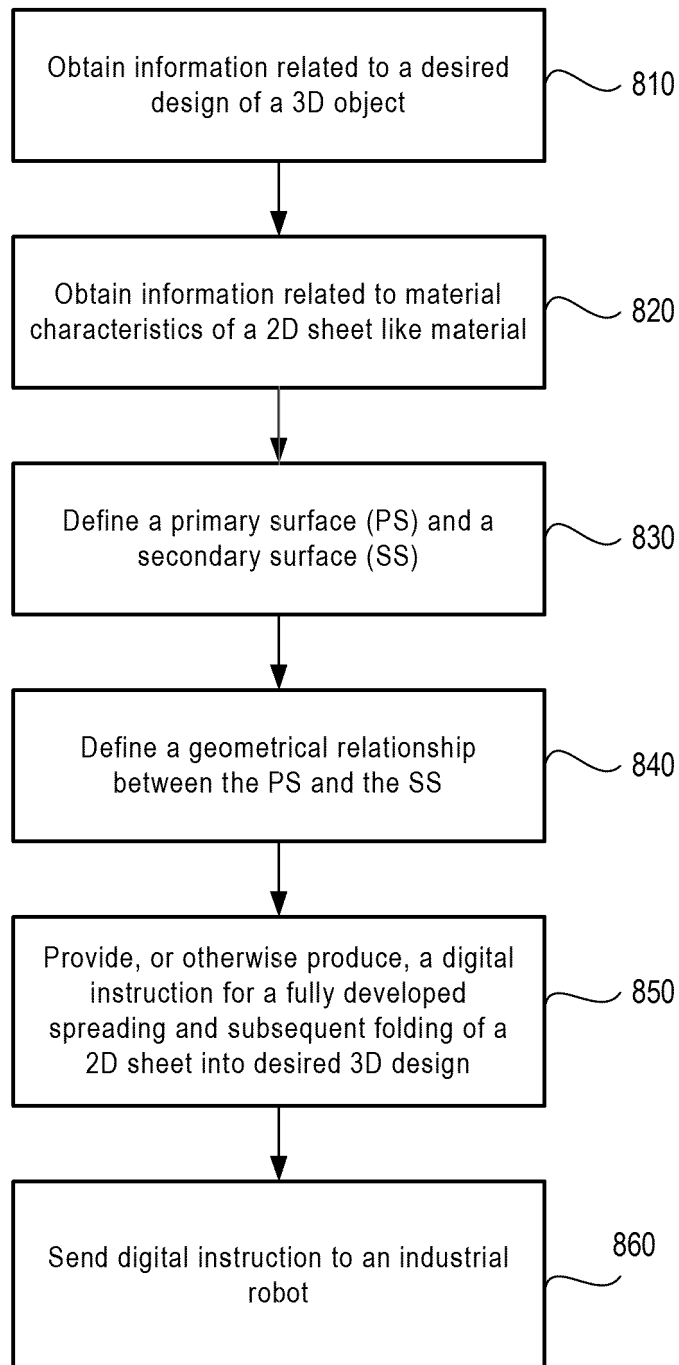 Obtain information related to a desired
design of a 3D object
810
Obtain information related to material
characteristics of a 2D sheet like material
820
Define a primary surface (PS) and a
secondary surface (SS)
830
Define a geometrical relationship
between the PS and the SS
840
Provide, or otherwise produce, a digital
instruction for a fully developed
spreading and subsequent folding of a
2D sheet into desired 3D design
850
Send digital instruction to an industrial
robot
860